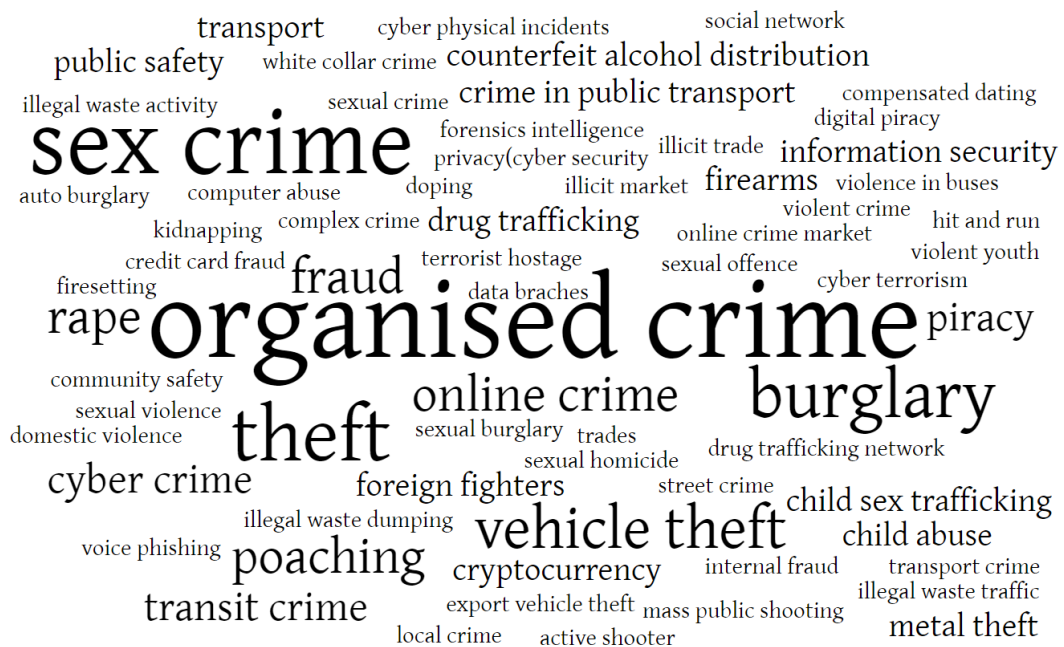 transport
cyber physical incidents
social network
public safety
white collar crime
counterfeit alcohol distribution
illegal waste activity
sexual crime
crime in public transport
compensated dating
digital piracy
sex crime
forensics intelligence
privacy(cyber security
illicit trade
information security
auto burglary
computer abuse
doping
illicit market
firearms
violence in buses
kidnapping
complex crime
drug trafficking
violent crime
hit and run
online crime market
violent youth
credit card fraud
fraud
terrorist hostage
sexual offence
cyber terrorism
firesetting
data braches
rape
organised crime
piracy
community safety
online crime
burglary
sexual violence
theft
sexual burglary
trades
domestic violence
drug trafficking network
sexual homicide
cyber crime
foreign fighters
street crime
child sex trafficking
illegal waste dumping
vehicle theft
child abuse
voice phishing
poaching
cryptocurrency
internal fraud
transport crime
illegal waste traffic
transit crime
export vehicle theft
mass public shooting
metal theft
local crime
active shooter